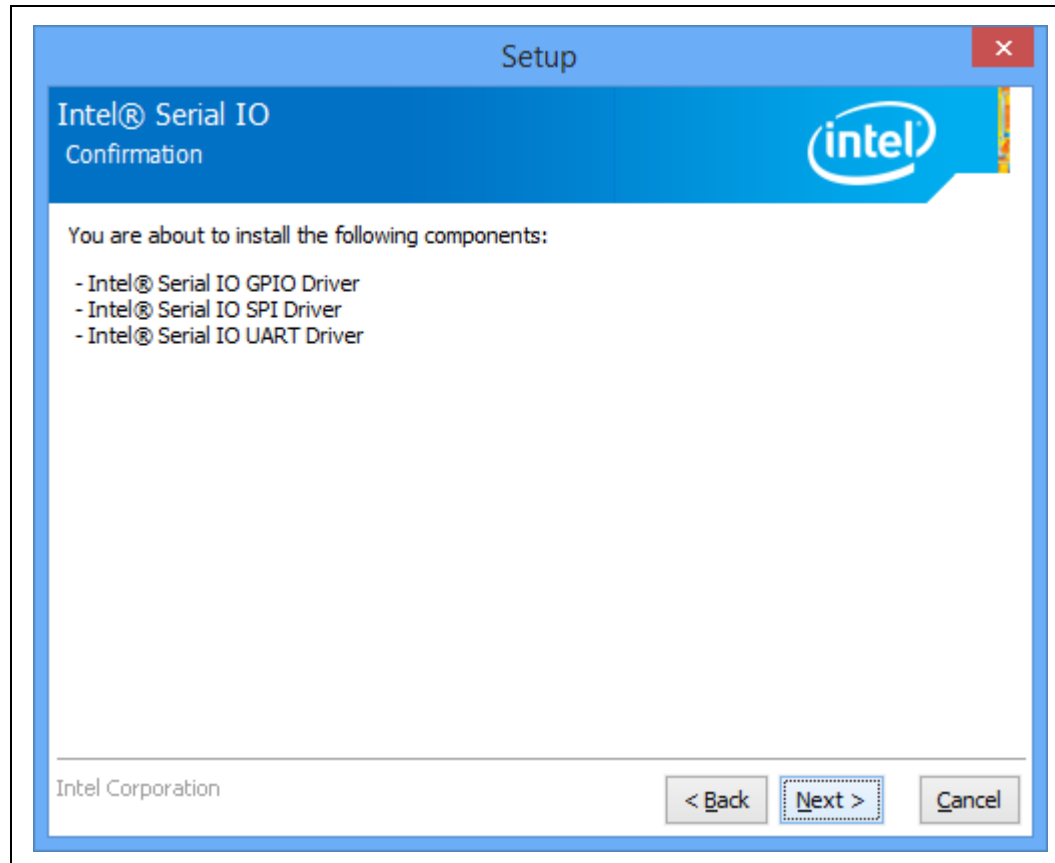 Setup
Intel® Serial IO
Confirmation
intel
You are about to install the following components:
- Intel® Serial IO GPIO Driver
- Intel® Serial IO SPI Driver
- Intel® Serial IO UART Driver
Intel Corporation
< Back Next > Cancel